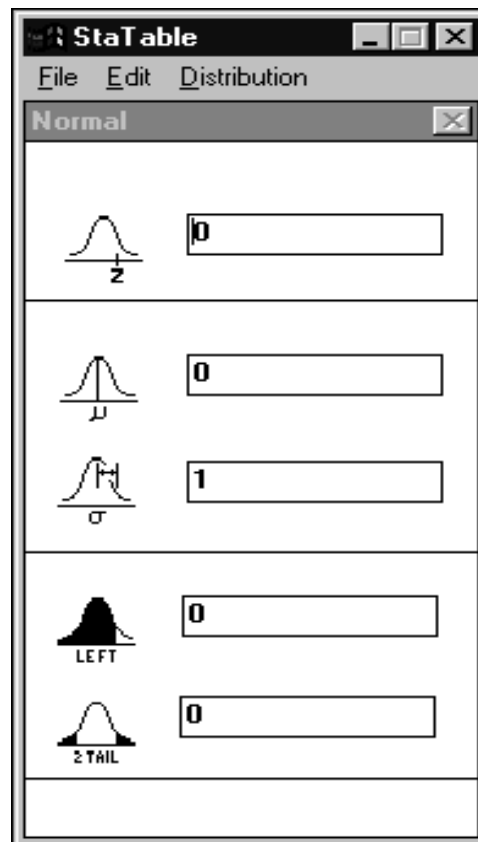 StaTable
File Edit Distribution
Normal
0
z
0
μ
1
σ
0
LEFT
0
2 TAIL